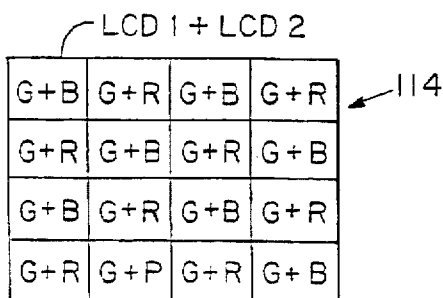 LCD 1 + LCD 2
G+B G+R G+B G+R
114
G+R G+B G+R G+B
G+B G+R G+B G+R
G+R G+P G+R G+B